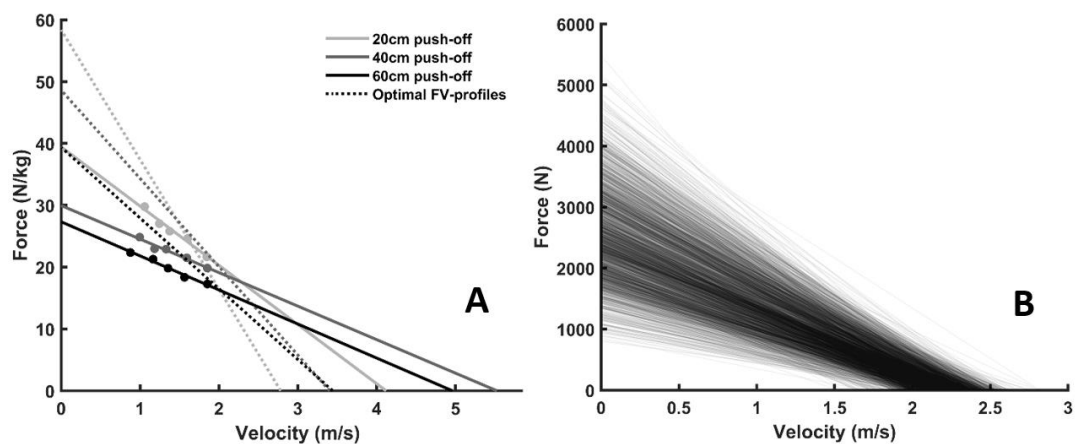 60
50
40
30
20
10
0
Force (N/kg)
20cm push-off
40cm push-off
60cm push-off
Optimal FV-profiles
A
0 1 2 3 4 5
Velocity (m/s)
6000
5000
4000
3000
2000
1000
0
Force (N)
B
0 0.5 1 1.5 2 2.5 3
Velocity (m/s)